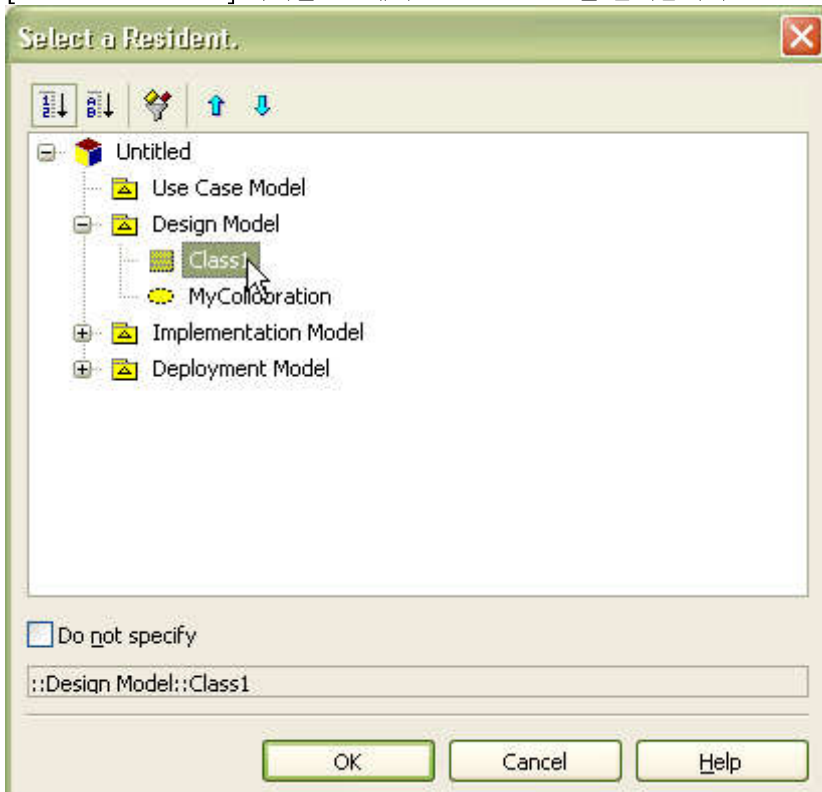 Select a Resident.
Untitled
Use Case Model
Design Model
Class1
MyColloboration
Implementation Model
Deployment Model
Do not specify
::Design Model::Class1
OK Cancel Help